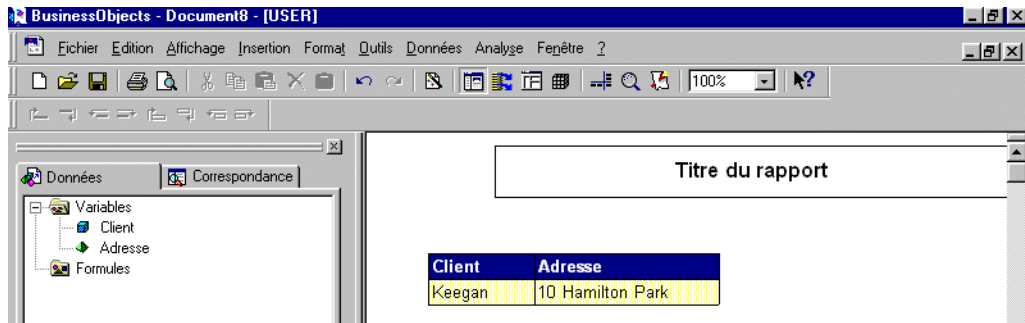 BusinessObjects - Document8 - [USER]
Fichier Edition Affichage Insertion Format Outils Données Analyse Fenêtre ?
100%
Données Correspondance
Titre du rapport
Variables
Client
Adresse
Formules
Client Adresse
Keegan 10 Hamilton Park